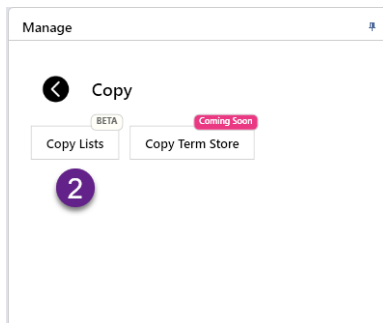 Manage
Copy
BETA
Coming Soon
Copy Lists
Copy Term Store
2